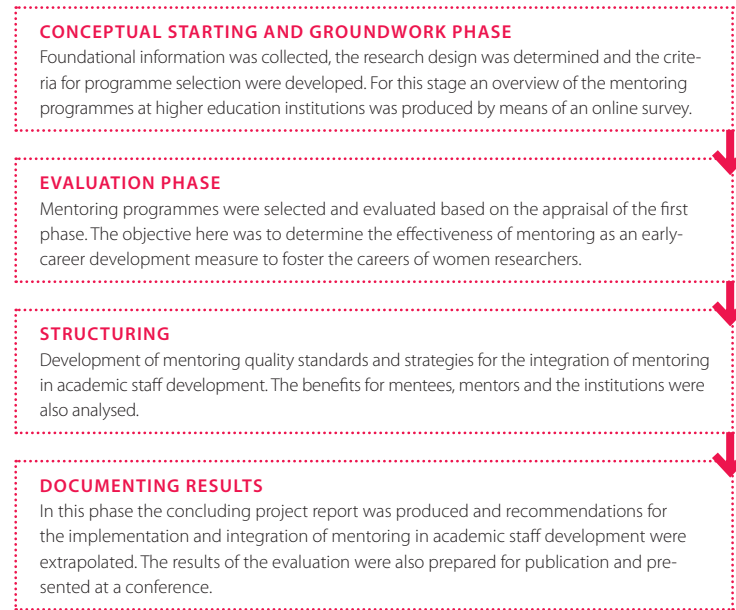 CONCEPTUAL STARTING AND GROUNDWORK PHASE
Foundational information was collected, the research design was determined and the crite-
ria for programme selection were developed. For this stage an overview of the mentoring
programmes at higher education institutions was produced by means of an online survey.
EVALUATION PHASE
Mentoring programmes were selected and evaluated based on the appraisal of the first
phase. The objective here was to determine the effectiveness of mentoring as an early-
career development measure to foster the careers of women researchers.
STRUCTURING
Development of mentoring quality standards and strategies for the integration of mentoring
in academic staff development. The benefits for mentees, mentors and the institutions were
also analysed.
DOCUMENTING RESULTS
In this phase the concluding project report was produced and recommendations for
the implementation and integration of mentoring in academic staff development were
extrapolated. The results of the evaluation were also prepared for publication and pre-
sented at a conference.